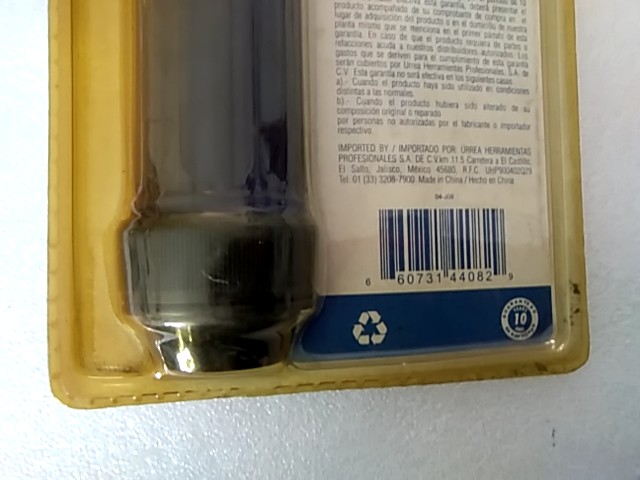 producto acompañado de su comprobante de compra en el
lugar de adquisición del producto o en el domicilio de nuestra
planta mismo que se menciona en el primer párrafo de esta
garantía. En caso de que el producto requiera de partes o
refacciones acuda a nuestros distribuidores autorizados. Los
gastos que se deriven para el cumplimiento de esta garantía
serán cubiertos por Urrea Herramientas Profesionales, S.A. de
C.V. Esta garantía no será efectiva en los siguientes casos:
a).- Cuando el producto haya sido utilizado en condiciones
distintas a las normales.
b).- Cuando el producto hubiera sido alterado de su
composición original o reparado
por personas no autorizadas por el fabricante o importador
respectivo.
IMPORTED BY / IMPORTADO POR: URREA HERRAMIENTAS
PROFESIONALES S.A. DE C.V. km 11.5 Carretera a El Castillo,
El Salto, Jalisco, México 45680, R.F.C.
Tel. 01 (33) 3208-7900 Made in China / Hecho en China
6 60731 44082 9
10